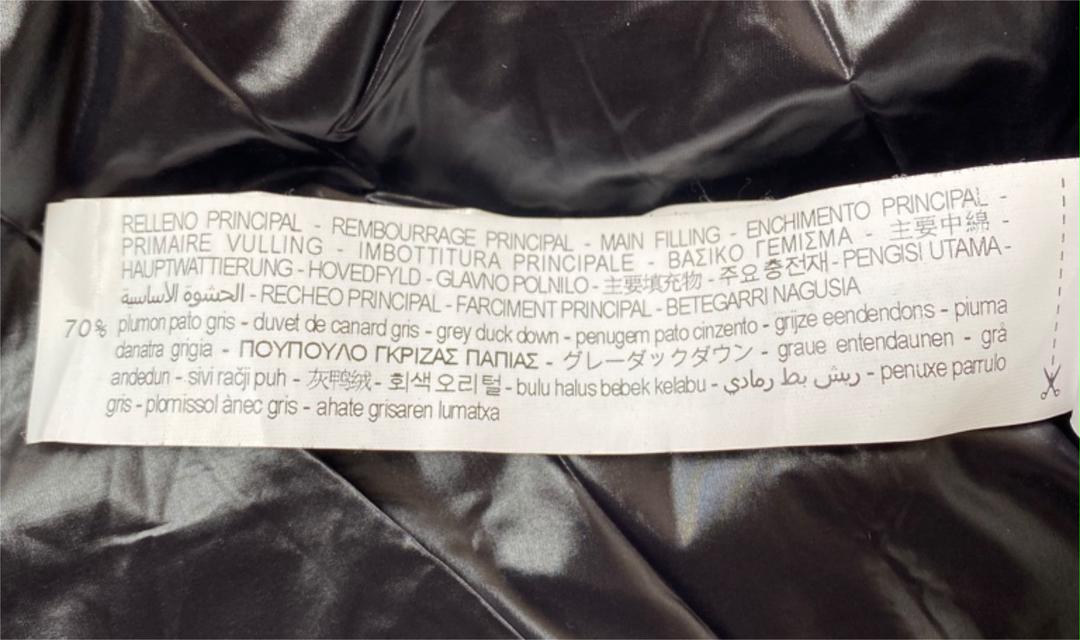 RELLENO PRINCIPAL - REMBOURRAGE PRINCIPAL - MAIN FILLING - ENCHIMENTO PRINCIPAL -
PRIMAIRE VULLING - IMBOTTITURA PRINCIPALE - ΒΑΣΙΚΟ ΓΕΜΙΣΜΑ - 主要中綿 -
HAUPTWATTIERUNG - HOVEDFYLD - GLAVNO POLNILO - 主要填充物 - 주요 충전재 - PENGISI UTAMA -
الحشوة الأساسية - RECHEO PRINCIPAL - FARCIMENT PRINCIPAL - BETEGARRI NAGUSIA
70% plumon pato gris - duvet de canard gris - grey duck down - penugem pato cinzento - grijze eendendons - piuma
danatra grigia - ΠΟΥΠΟΥΛΟ ΓΚΡΙΖΑΣ ΠΑΠΙΑΣ - グレーダックダウン - graue entendaunen - grå
andedun - sivi račji puh - 灰鸭绒 - 회색 오리 털 - bulu halus bebek kelabu - ريش بط رمادي - penuxe parrulo
gris - plomissol ànec gris - ahate grisaren lumatxa